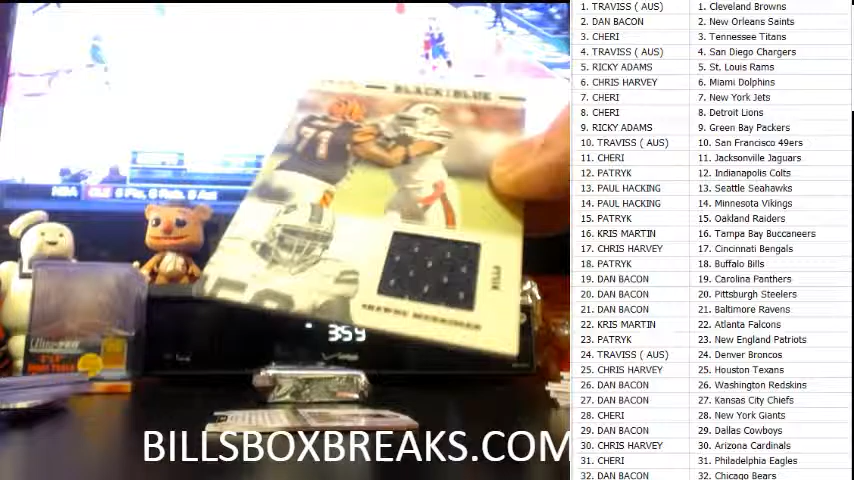 BLACK & BLUE
71
SHAWNE MERRIMAN
NBA CLE
359
Ultra-PRO
BILLSBOXBREAKS.COM
1. TRAVISS ( AUS) 1. Cleveland Browns
2. DAN BACON 2. New Orleans Saints
3. CHERI 3. Tennessee Titans
4. TRAVISS ( AUS) 4. San Diego Chargers
5. RICKY ADAMS 5. St. Louis Rams
6. CHRIS HARVEY 6. Miami Dolphins
7. CHERI 7. New York Jets
8. CHERI 8. Detroit Lions
9. RICKY ADAMS 9. Green Bay Packers
10. TRAVISS ( AUS) 10. San Francisco 49ers
11. CHERI 11. Jacksonville Jaguars
12. PATRYK 12. Indianapolis Colts
13. PAUL HACKING 13. Seattle Seahawks
14. PAUL HACKING 14. Minnesota Vikings
15. PATRYK 15. Oakland Raiders
16. KRIS MARTIN 16. Tampa Bay Buccaneers
17. CHRIS HARVEY 17. Cincinnati Bengals
18. PATRYK 18. Buffalo Bills
19. DAN BACON 19. Carolina Panthers
20. DAN BACON 20. Pittsburgh Steelers
21. DAN BACON 21. Baltimore Ravens
22. KRIS MARTIN 22. Atlanta Falcons
23. PATRYK 23. New England Patriots
24. TRAVISS ( AUS) 24. Denver Broncos
25. CHRIS HARVEY 25. Houston Texans
26. DAN BACON 26. Washington Redskins
27. DAN BACON 27. Kansas City Chiefs
28. CHERI 28. New York Giants
29. DAN BACON 29. Dallas Cowboys
30. CHRIS HARVEY 30. Arizona Cardinals
31. CHERI 31. Philadelphia Eagles
32. DAN BACON 32. Chicago Bears